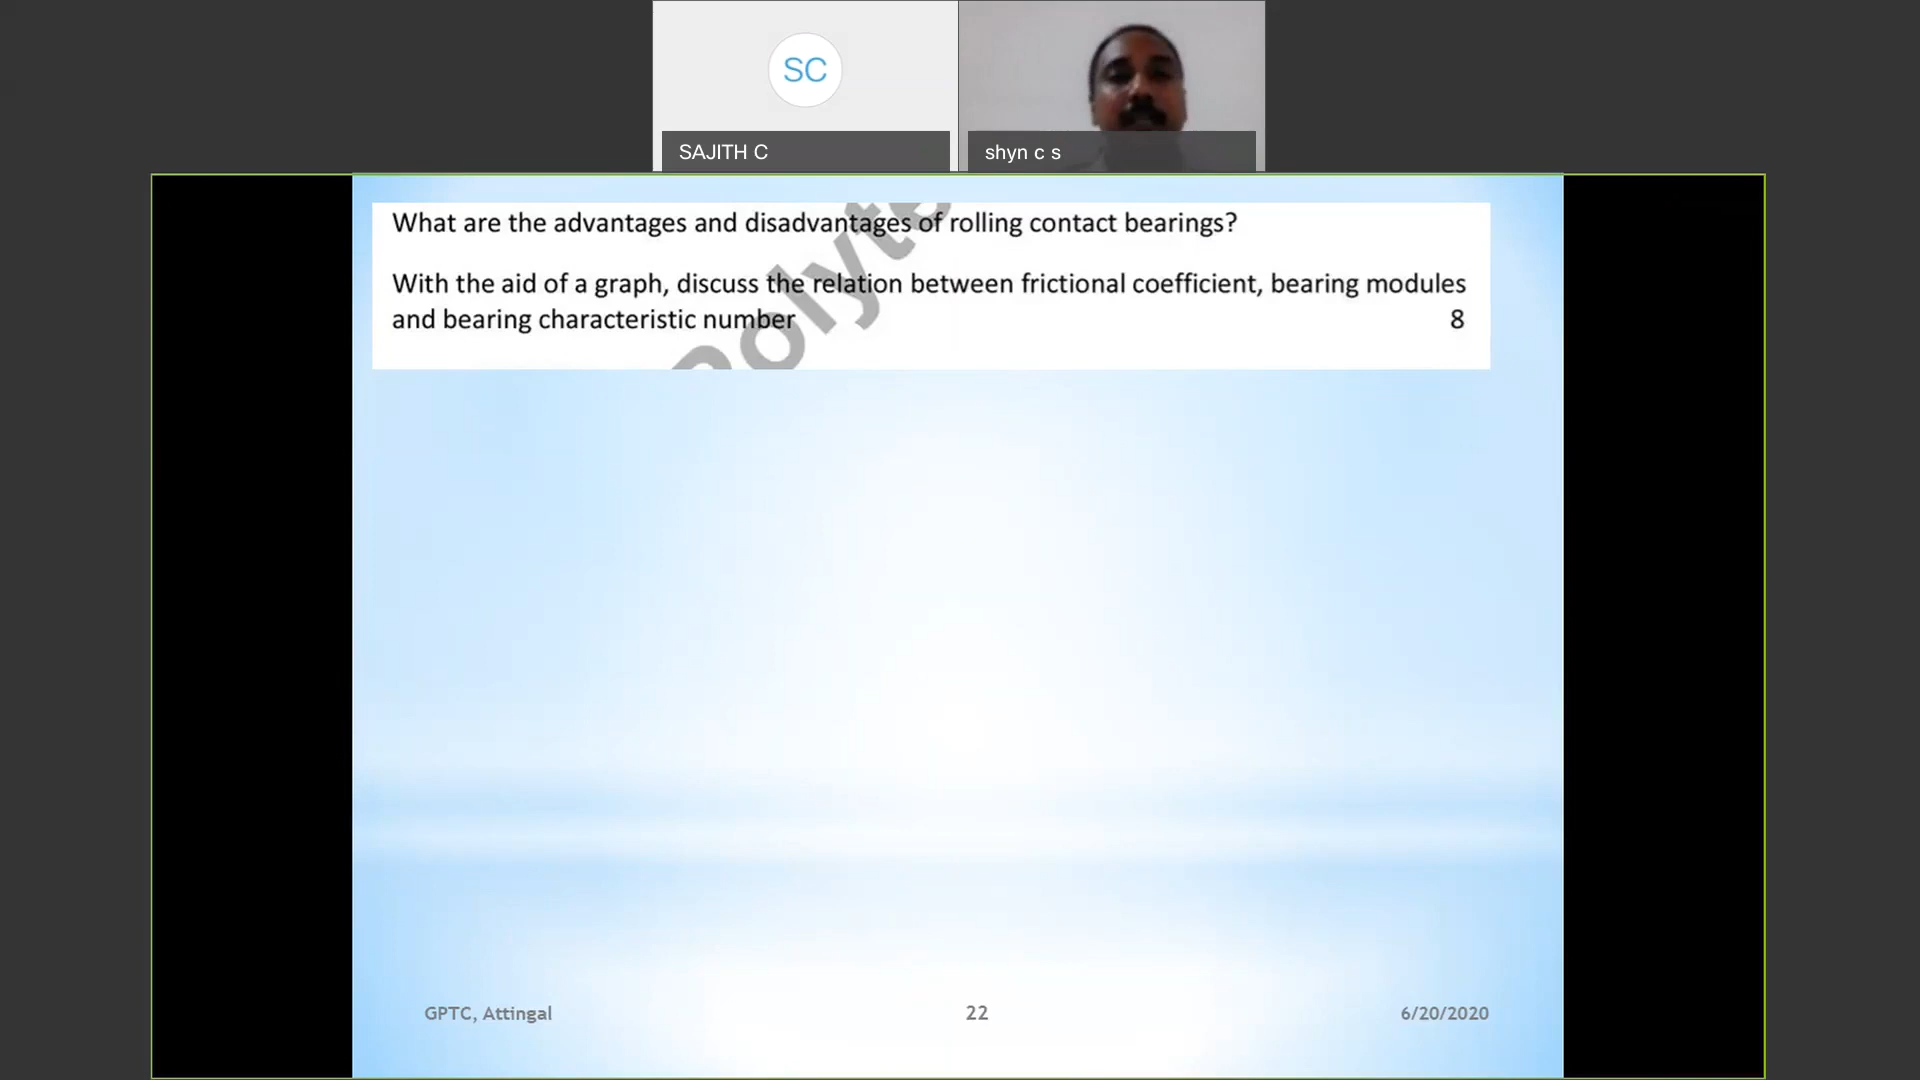 SC
SAJITH C
shyn c s
What are the advantages and disadvantages of rolling contact bearings?
With the aid of a graph, discuss the relation between frictional coefficient, bearing modules
and bearing characteristic number 8
GPTC, Attingal 22 6/20/2020